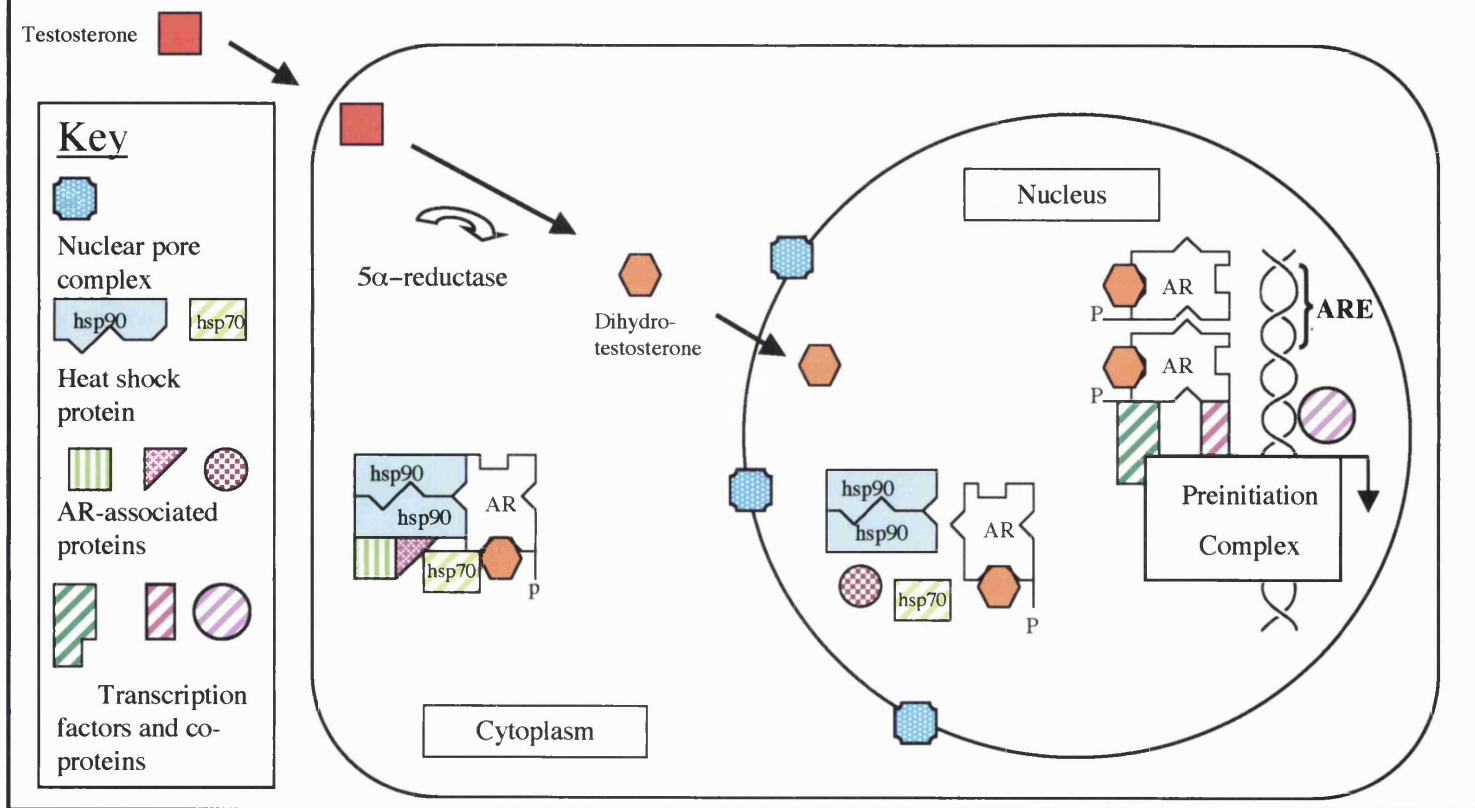 Testosterone
Key
Nuclear pore
complex
hsp90
hsp70
Heat shock
protein
AR-associated
proteins
Transcription
factors and co-
proteins
5α–reductase
Dihydro-
testosterone
Nucleus
AR
P
ARE
AR
P
hsp90
hsp90
AR
hsp70
p
hsp90
hsp90
AR
hsp70
P
Preinitiation
Complex
Cytoplasm